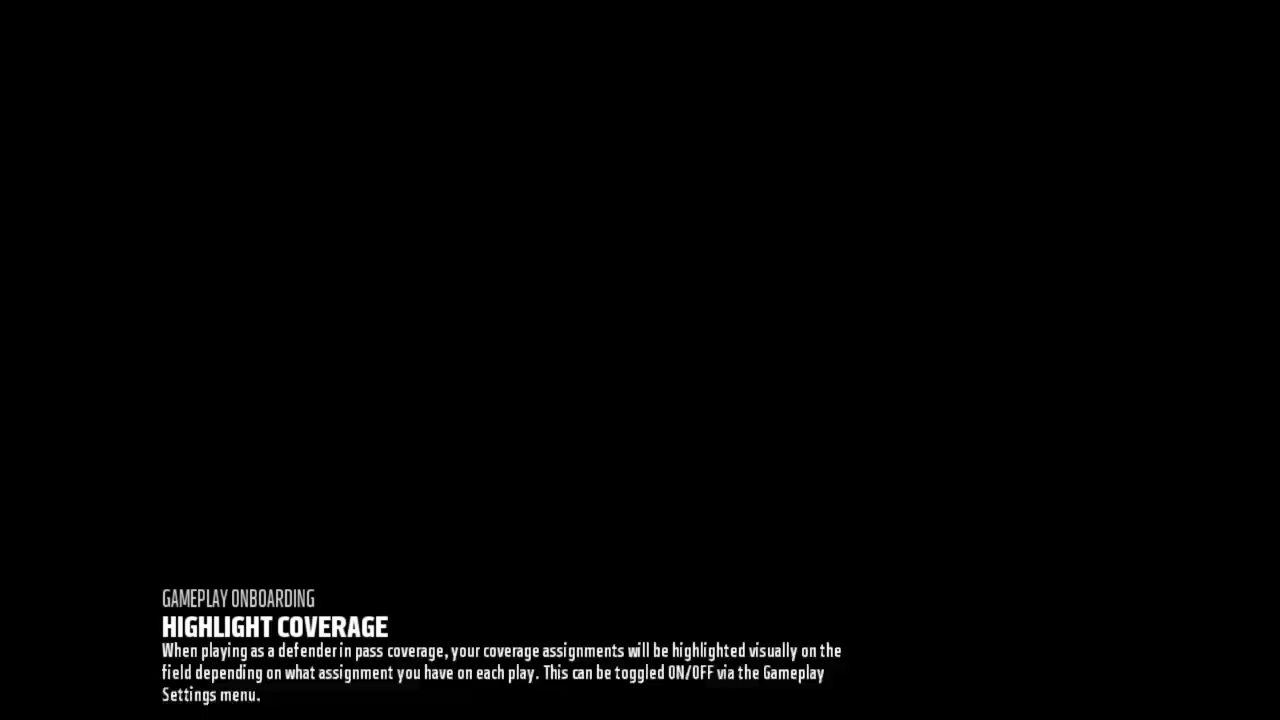 GAMEPLAY ONBOARDING
HIGHLIGHT COVERAGE
When playing as a defender in pass coverage, your coverage assignments will be highlighted visually on the
field depending on what assignment you have on each play. This can be toggled ON/OFF via the Gameplay
Settings menu.